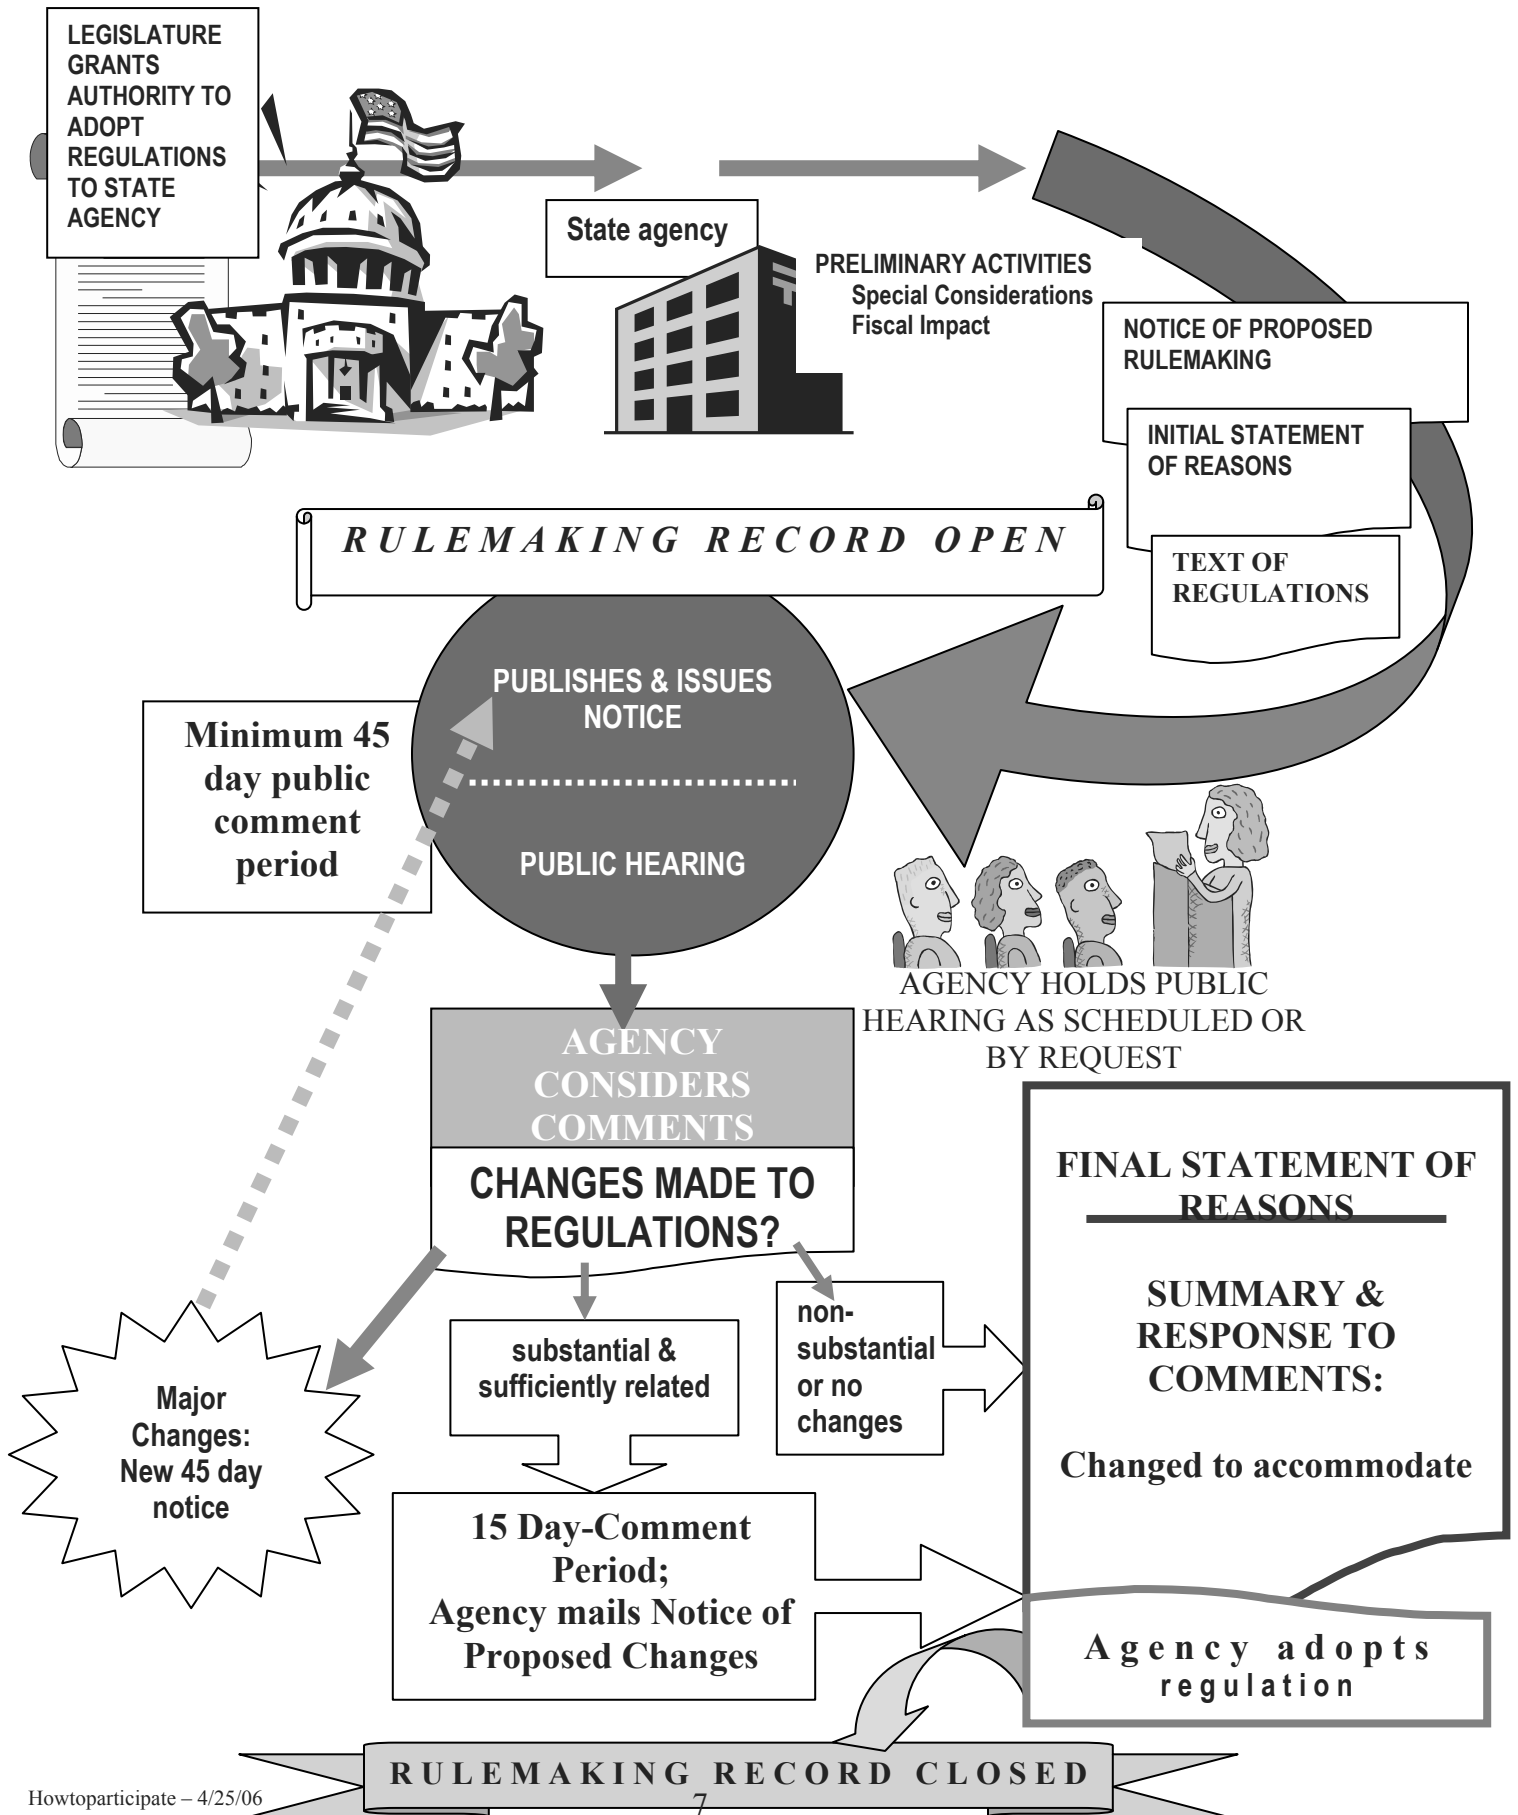 LEGISLATURE
GRANTS
AUTHORITY TO
ADOPT
REGULATIONS
TO STATE
AGENCY
State agency
PRELIMINARY ACTIVITIES
Special Considerations
Fiscal Impact
NOTICE OF PROPOSED
RULEMAKING
INITIAL STATEMENT
OF REASONS
TEXT OF
REGULATIONS
RULEMAKING RECORD OPEN
PUBLISHES & ISSUES
NOTICE
PUBLIC HEARING
Minimum 45
day public
comment
period
AGENCY HOLDS PUBLIC
HEARING AS SCHEDULED OR
BY REQUEST
AGENCY
CONSIDERS
COMMENTS
CHANGES MADE TO
REGULATIONS?
Major
Changes:
New 45 day
notice
substantial &
sufficiently related
non-
substantial
or no
changes
15 Day-Comment
Period;
Agency mails Notice of
Proposed Changes
FINAL STATEMENT OF
REASONS
SUMMARY &
RESPONSE TO
COMMENTS:
Changed to accommodate
Agency adopts
regulation
RULEMAKING RECORD CLOSED
Howtoparticipate – 4/25/06
7